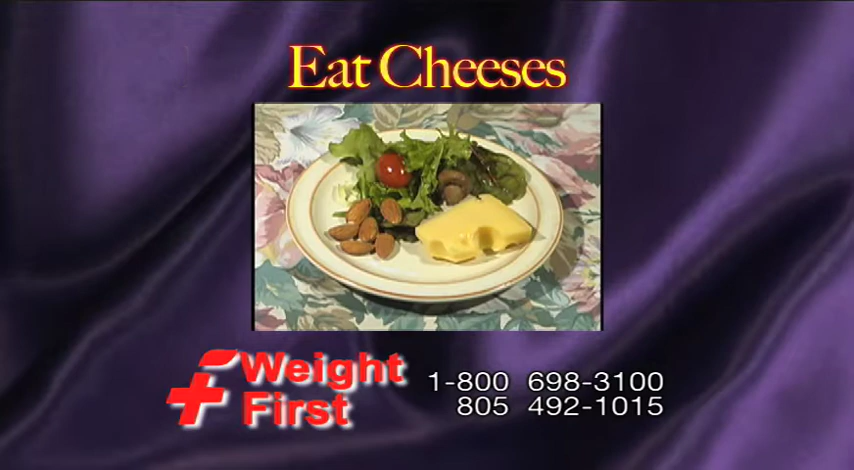 Eat Cheeses
Weight
First
1-800 698-3100
805 492-1015